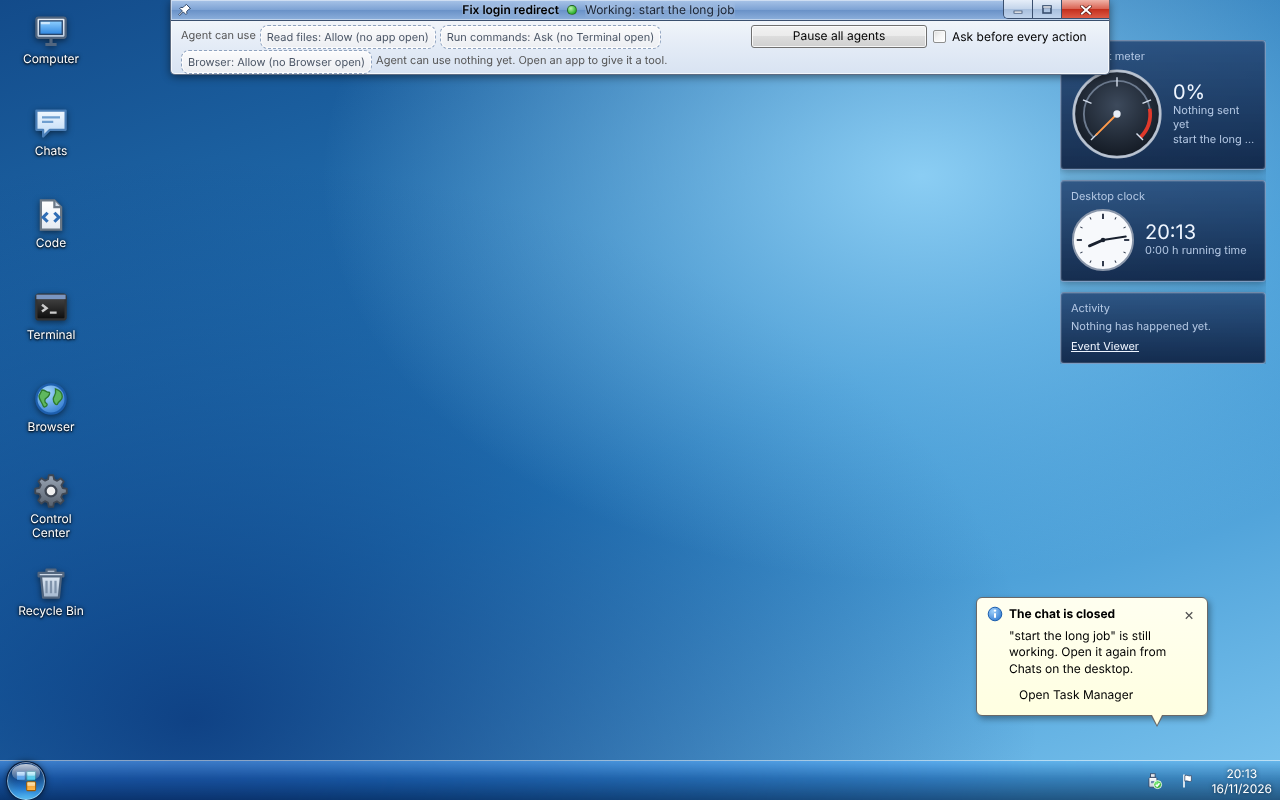 Fix login redirect Working: start the long job
Agent can use Read files: Allow (no app open) Run commands: Ask (no Terminal open)
Browser: Allow (no Browser open) Agent can use nothing yet. Open an app to give it a tool.
Pause all agents Ask before every action
Computer
Chats
Code
Terminal
Browser
Control
Center
Recycle Bin
meter
0%
Nothing sent
yet
start the long ...
Desktop clock
20:13
0:00 h running time
Activity
Nothing has happened yet.
Event Viewer
The chat is closed
"start the long job" is still
working. Open it again from
Chats on the desktop.
Open Task Manager
20:13
16/11/2026